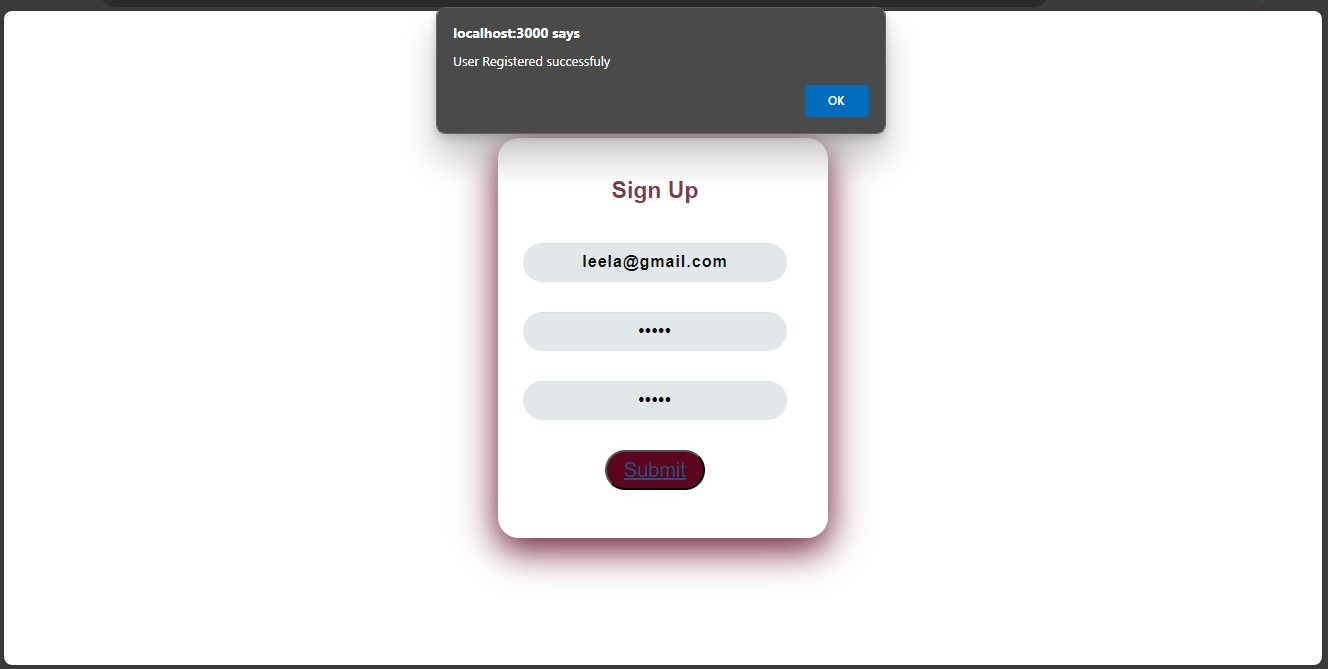 localhost:3000 says
User Registered successfuly
OK
Sign Up
leela@gmail.com
•••••
•••••
Submit